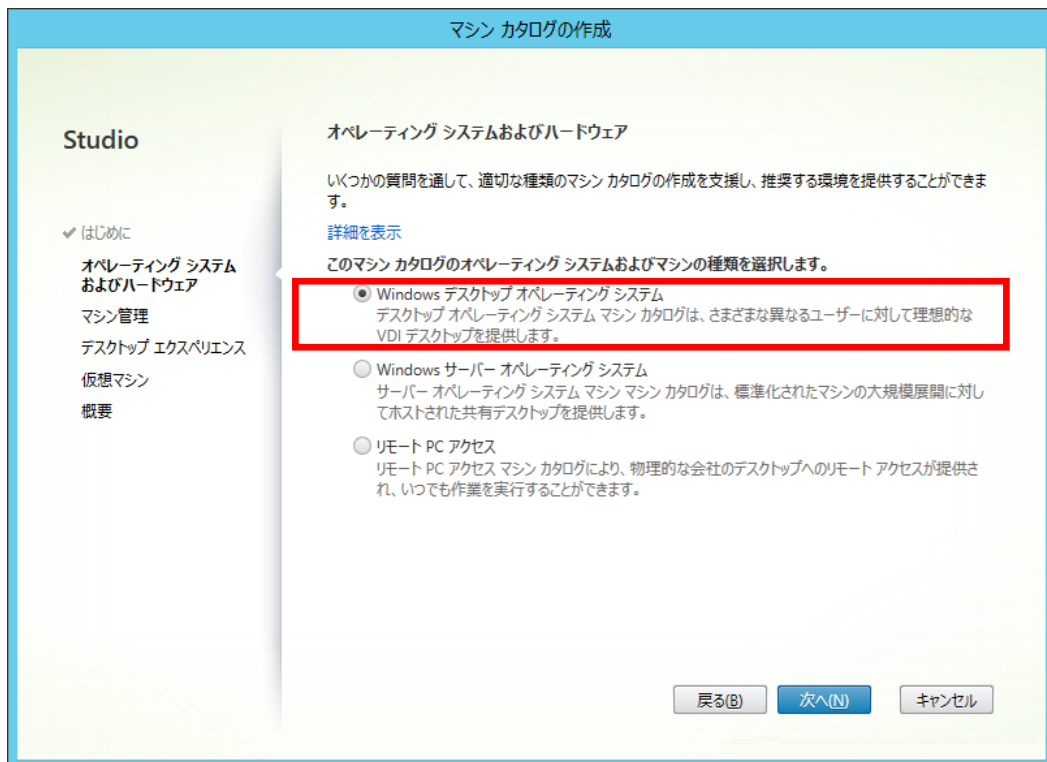 マシン カタログの作成
Studio
✔ はじめに
オペレーティング システム
およびハードウェア
マシン管理
デスクトップ エクスペリエンス
仮想マシン
概要
オペレーティング システムおよびハードウェア
いくつかの質問を通して、適切な種類のマシン カタログの作成を支援し、推奨する環境を提供することができま
す。
詳細を表示
このマシン カタログのオペレーティング システムおよびマシンの種類を選択します。
Windows デスクトップ オペレーティング システム
デスクトップ オペレーティング システム マシン カタログは、さまざまな異なるユーザーに対して理想的な
VDI デスクトップを提供します。
Windows サーバー オペレーティング システム
サーバー オペレーティング システム マシン マシン カタログは、標準化されたマシンの大規模展開に対し
てホストされた共有デスクトップを提供します。
リモート PC アクセス
リモート PC アクセス マシン カタログにより、物理的な会社のデスクトップへのリモート アクセスが提供さ
れ、いつでも作業を実行することができます。
戻る(B)
次へ(N)
キャンセル